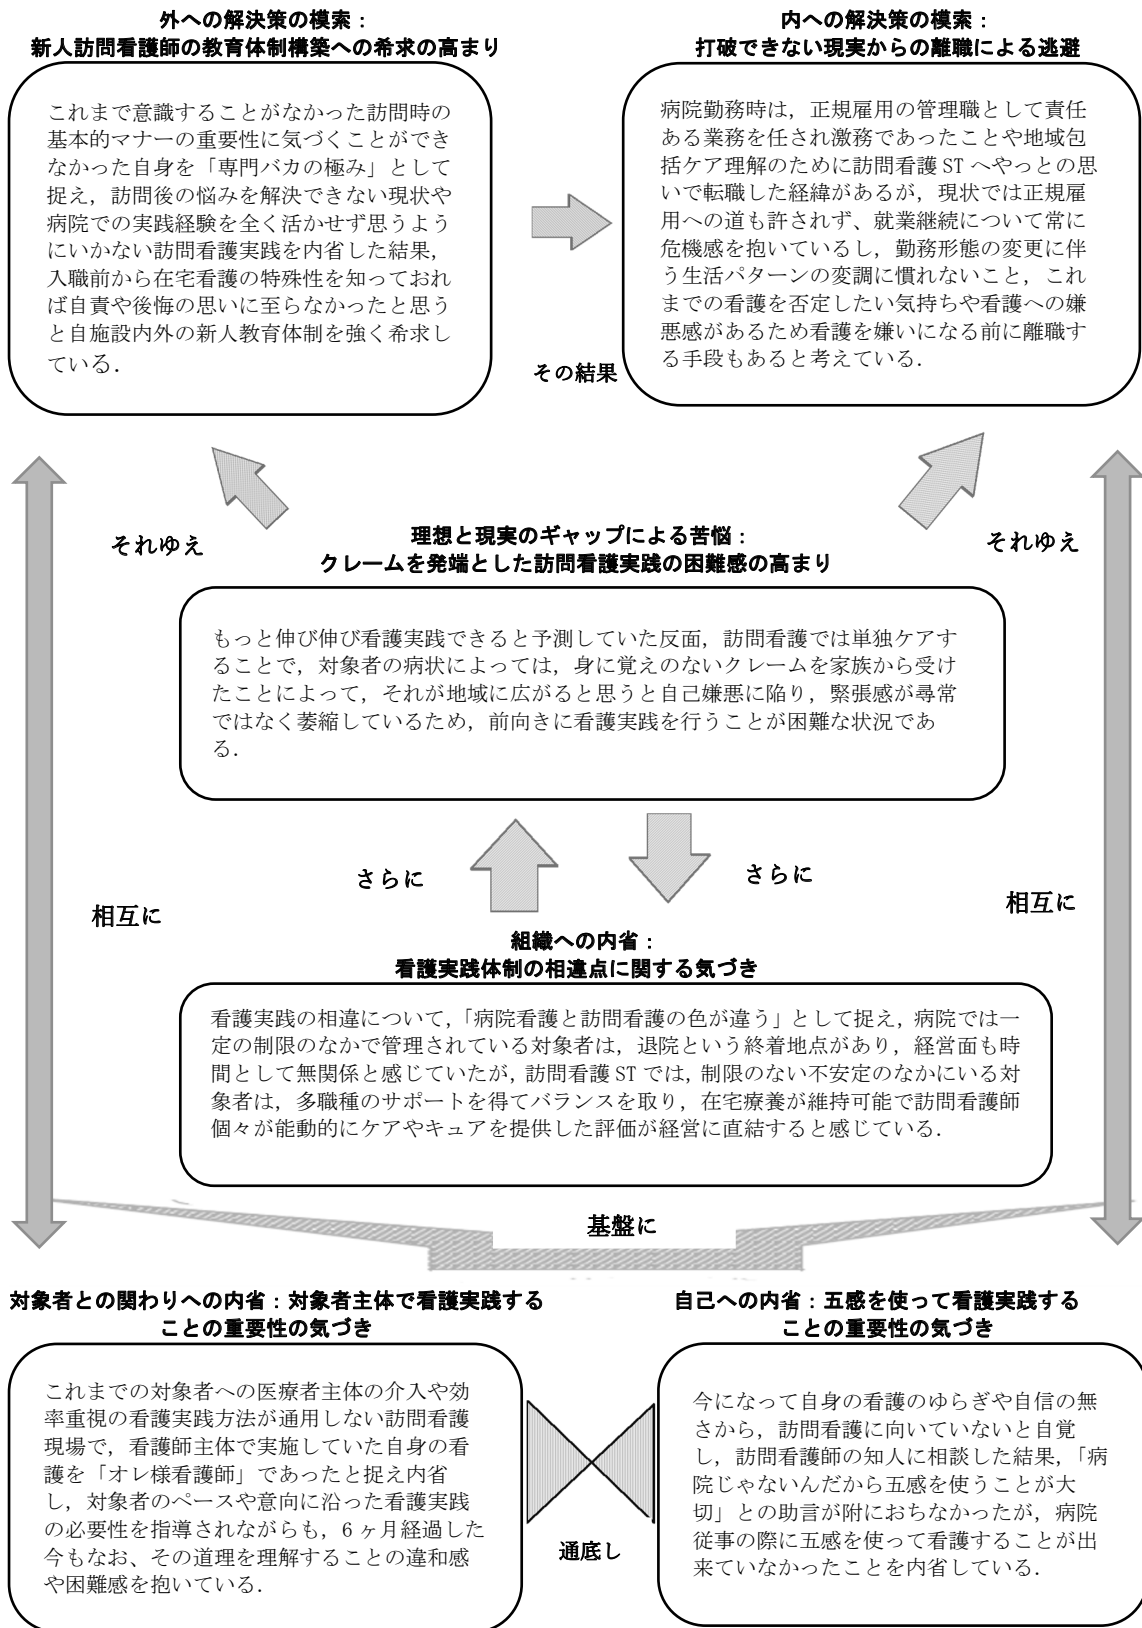 外への解決策の模索：
新人訪問看護師の教育体制構築への希求の高まり
これまで意識することがなかった訪問時の
基本的マナーの重要性に気づくことができ
なかった自身を「専門バカの極み」として
捉え，訪問後の悩みを解決できない現状や
病院での実践経験を全く活かせず思うよう
にいかない訪問看護実践を内省した結果，
入職前から在宅看護の特殊性を知っておれ
ば自責や後悔の思いに至らなかったと思う
と自施設内外の新人教育体制を強く希求し
ている．
内への解決策の模索：
打破できない現実からの離職による逃避
病院勤務時は，正規雇用の管理職として責任
ある業務を任され激務であったことや地域包
括ケア理解のために訪問看護 ST へやっとの思
いで転職した経緯があるが，現状では正規雇
用への道も許されず、就業継続について常に
危機感を抱いているし，勤務形態の変更に伴
う生活パターンの変調に慣れないこと，これ
までの看護を否定したい気持ちや看護への嫌
悪感があるため看護を嫌いになる前に離職す
る手段もあると考えている．
その結果
それゆえ
それゆえ
理想と現実のギャップによる苦悩：
クレームを発端とした訪問看護実践の困難感の高まり
もっと伸び伸び看護実践できると予測していた反面，訪問看護では単独ケアす
ることで，対象者の病状によっては，身に覚えのないクレームを家族から受け
たことによって，それが地域に広がると思うと自己嫌悪に陥り，緊張感が尋常
ではなく萎縮しているため，前向きに看護実践を行うことが困難な状況であ
る．
さらに
さらに
相互に
相互に
組織への内省：
看護実践体制の相違点に関する気づき
看護実践の相違について，「病院看護と訪問看護の色が違う」として捉え，病院では一
定の制限のなかで管理されている対象者は，退院という終着地点があり，経営面も時
間として無関係と感じていたが，訪問看護 ST では，制限のない不安定のなかにいる対
象者は，多職種のサポートを得てバランスを取り，在宅療養が維持可能で訪問看護師
個々が能動的にケアやキュアを提供した評価が経営に直結すると感じている．
基盤に
対象者との関わりへの内省：対象者主体で看護実践する
ことの重要性の気づき
これまでの対象者への医療者主体の介入や効
率重視の看護実践方法が通用しない訪問看護
現場で，看護師主体で実施していた自身の看
護を「オレ様看護師」であったと捉え内省
し，対象者のペースや意向に沿った看護実践
の必要性を指導されながらも，6 ヶ月経過した
今もなお、その道理を理解することの違和感
や困難感を抱いている．
通底し
自己への内省：五感を使って看護実践する
ことの重要性の気づき
今になって自身の看護のゆらぎや自信の無
さから，訪問看護に向いていないと自覚
し，訪問看護師の知人に相談した結果，「病
院じゃないんだから五感を使うことが大
切」との助言が附におちなかったが，病院
従事の際に五感を使って看護することが出
来ていなかったことを内省している．